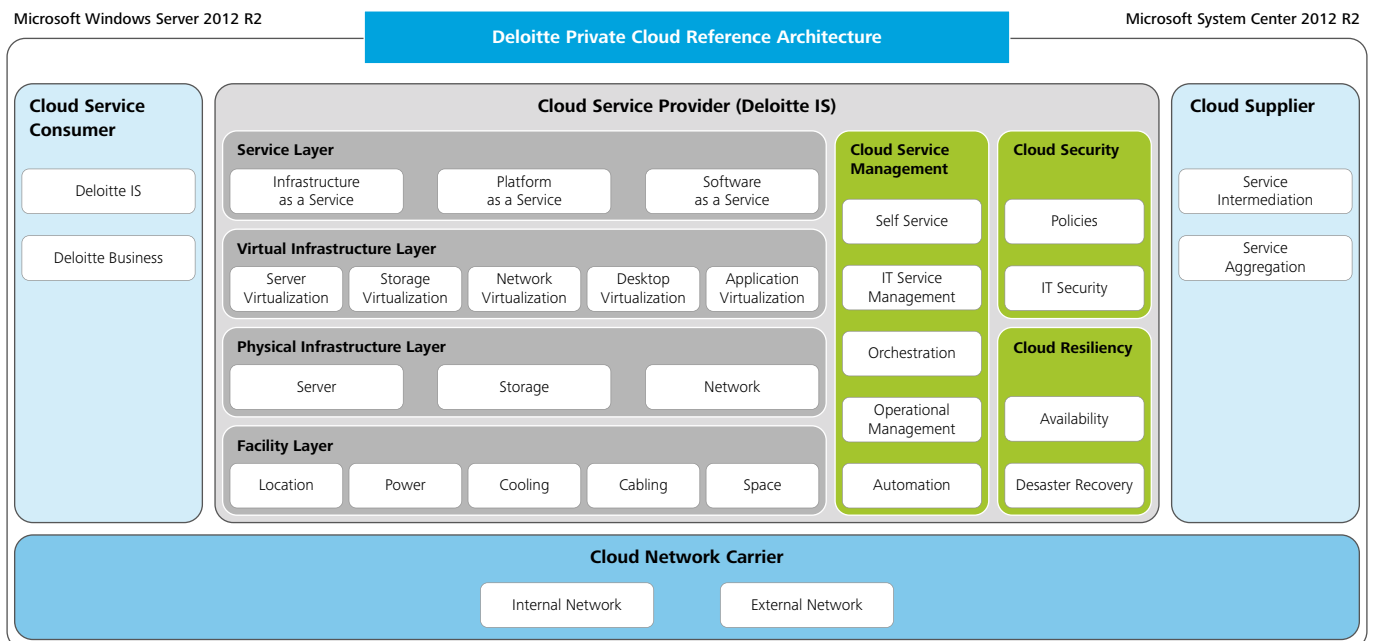 Microsoft Windows Server 2012 R2
Microsoft System Center 2012 R2
Deloitte Private Cloud Reference Architecture
Cloud Service
Consumer
Deloitte IS
Deloitte Business
Cloud Service Provider (Deloitte IS)
Service Layer
Infrastructure
as a Service
Platform
as a Service
Software
as a Service
Virtual Infrastructure Layer
Server
Virtualization
Storage
Virtualization
Network
Virtualization
Desktop
Virtualization
Application
Virtualization
Physical Infrastructure Layer
Server
Storage
Network
Facility Layer
Location
Power
Cooling
Cabling
Space
Cloud Service
Management
Self Service
IT Service
Management
Orchestration
Operational
Management
Automation
Cloud Security
Policies
IT Security
Cloud Resiliency
Availability
Desaster Recovery
Cloud Supplier
Service
Intermediation
Service
Aggregation
Cloud Network Carrier
Internal Network
External Network